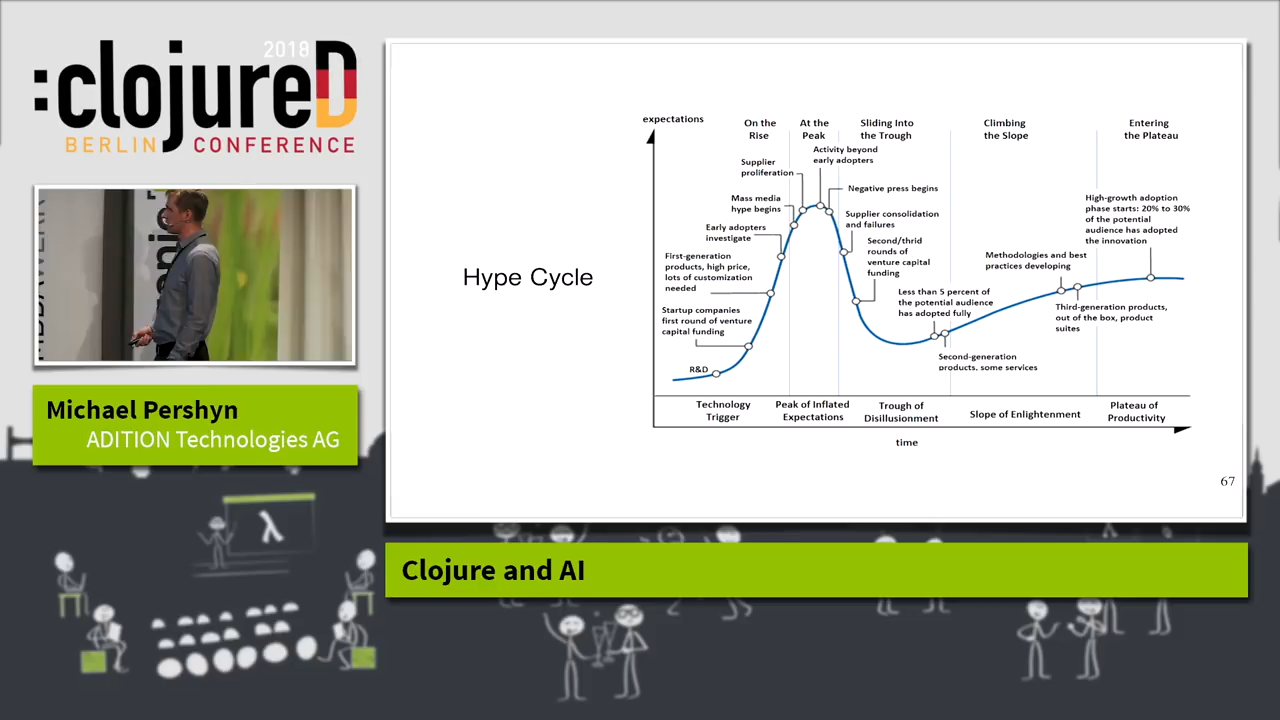 2018
:clojureD
BERLIN CONFERENCE
Michael Pershyn
ADITION Technologies AG
Hype Cycle
expectations
On the
Rise
At the
Peak
Sliding Into
the Trough
Climbing
the Slope
Entering
the Plateau
Activity beyond
early adopters
Supplier
proliferation
Negative press begins
Mass media
hype begins
Supplier consolidation
and failures
Early adopters
investigate
Second/thrid
rounds of
venture capital
funding
First-generation
products, high price,
lots of customization
needed
Less than 5 percent of
the potential audience
has adopted fully
Startup companies
first round of venture
capital funding
R&D
Second-generation
products, some services
Methodologies and best
practices developing
Third-generation products,
out of the box, product
suites
High-growth adoption
phase starts: 20% to 30%
of the potential
audience has adopted
the innovation
Technology
Trigger
Peak of Inflated
Expectations
Trough of
Disillusionment
Slope of Enlightenment
Plateau of
Productivity
time
67
Clojure and AI
λ